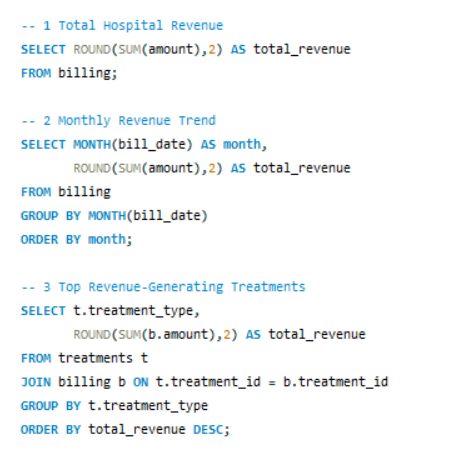 -- 1 Total Hospital Revenue
SELECT ROUND(SUM(amount),2) AS total_revenue
FROM billing;

-- 2 Monthly Revenue Trend
SELECT MONTH(bill_date) AS month,
       ROUND(SUM(amount),2) AS total_revenue
FROM billing
GROUP BY MONTH(bill_date)
ORDER BY month;

-- 3 Top Revenue-Generating Treatments
SELECT t.treatment_type,
       ROUND(SUM(b.amount),2) AS total_revenue
FROM treatments t
JOIN billing b ON t.treatment_id = b.treatment_id
GROUP BY t.treatment_type
ORDER BY total_revenue DESC;